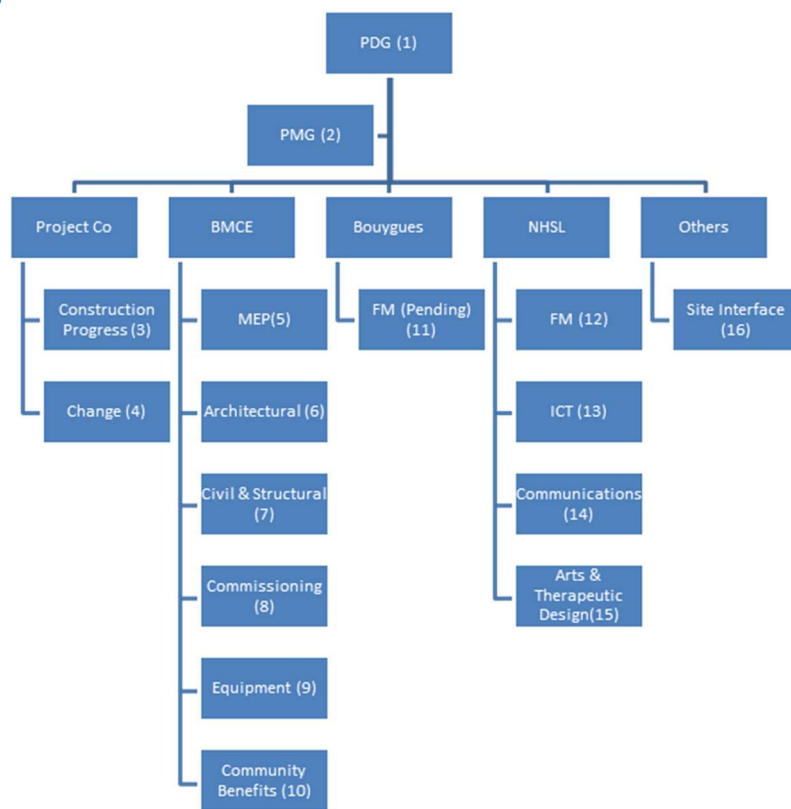 PDG (1)
PMG (2)
Project Co
BMCE
Bouygues
NHSL
Others
Construction
Progress (3)
Change (4)
MEP(5)
Architectural (6)
Civil & Structural
(7)
Commissioning
(8)
Equipment (9)
Community
Benefits (10)
FM (Pending)
(11)
FM (12)
ICT (13)
Communications
(14)
Arts &
Therapeutic
Design(15)
Site Interface
(16)